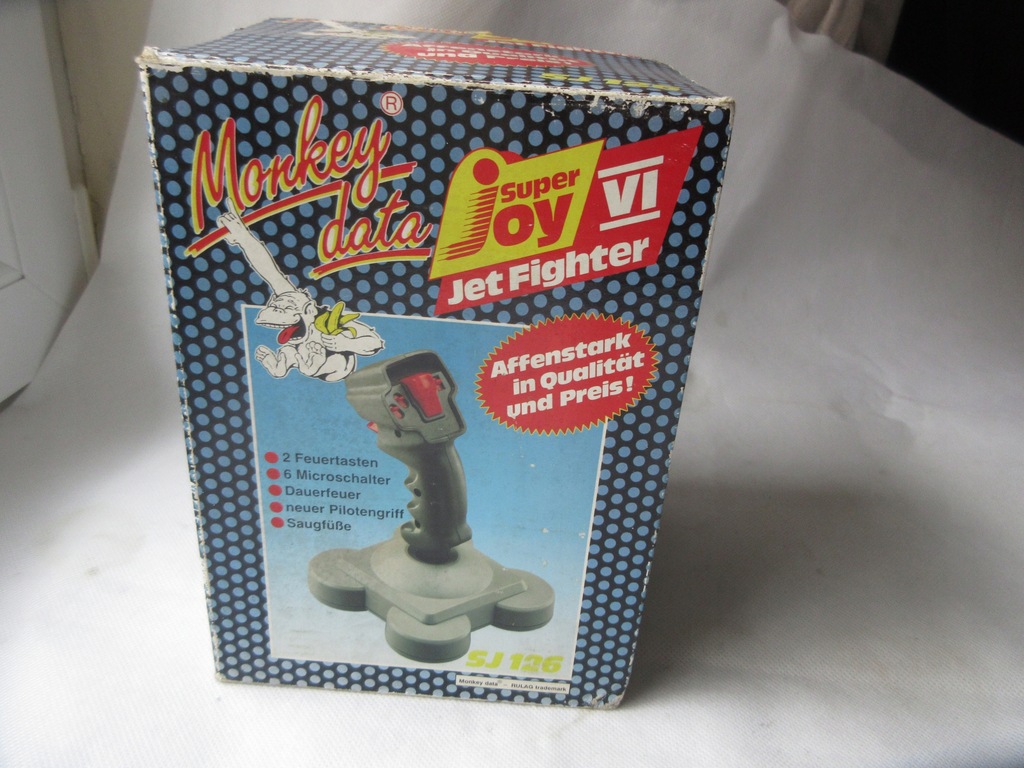 Monkey
data
®
Super
Joy
VI
Jet Fighter
Affenstark
in Qualität
und Preis!
2 Feuertasten
6 Microschalter
Dauerfeuer
neuer Pilotengriff
Saugfüße
SJ 126
Monkey data® - RULAG trademark